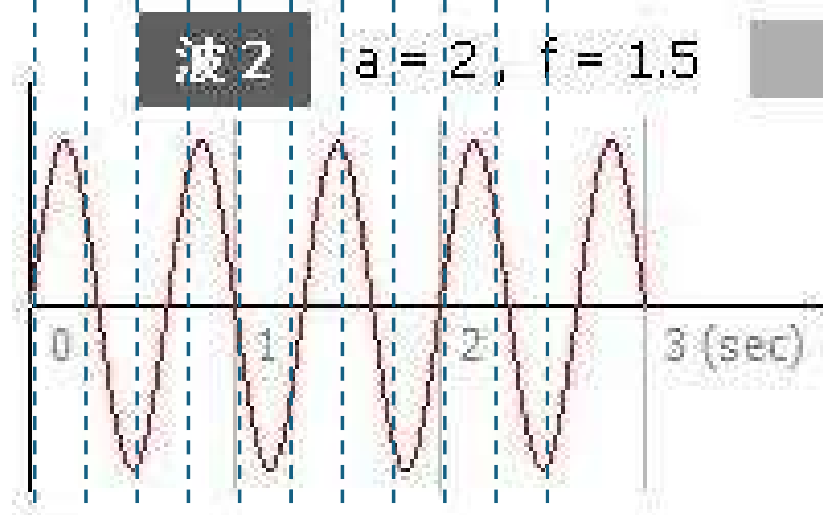 波2 a = 2 , f = 1.5
0 1 2 3 (sec)